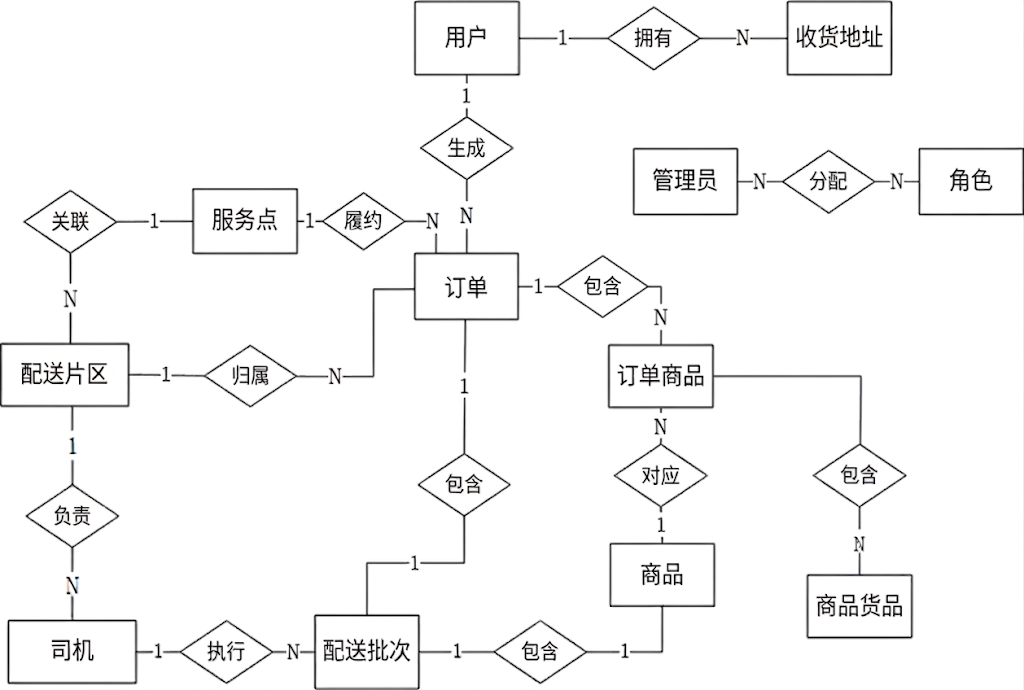 用户
1
拥有
N
收货地址
1
生成
N
管理员
N
分配
N
角色
关联
1
服务点
1
履约
N
订单
1
包含
N
N
配送片区
1
归属
N
1
订单商品
N
1
包含
对应
包含
负责
1
N
1
商品
N
商品货品
司机
1
执行
N
配送批次
1
包含
1